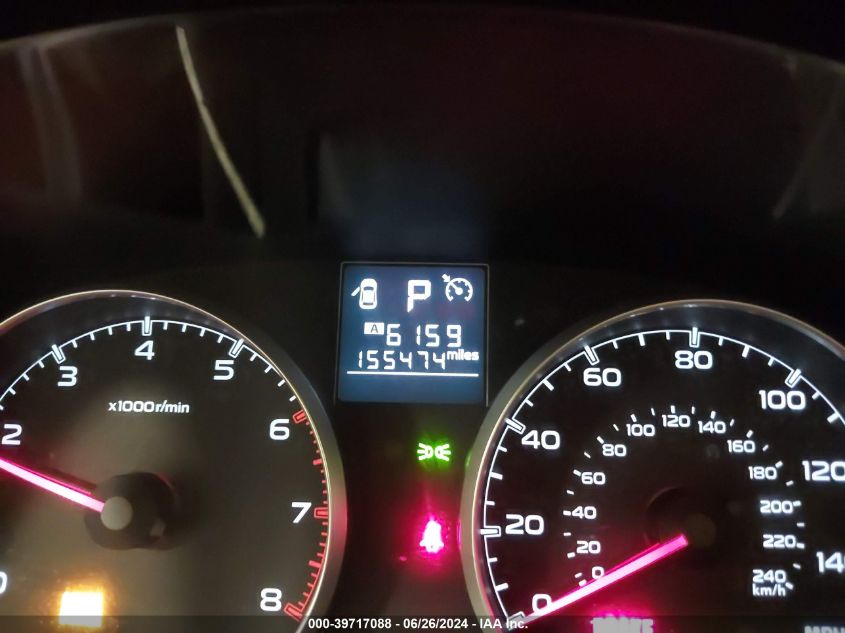 P
A 6159
155474 miles
x1000r/min
2 3 4 5 6 7 8
0 20 40 60 80 100 120
0 20 40 60 80 100 120 140 160 180 200 220 240
km/h
BRAKE
000-39717088 - 06/26/2024 - IAA Inc.